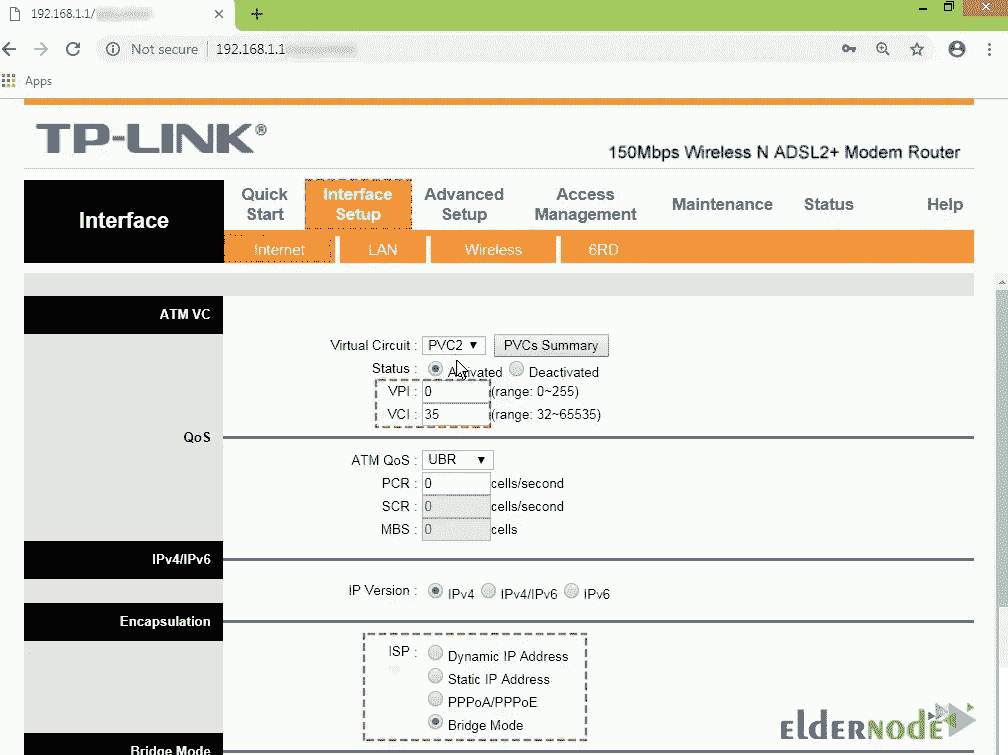 192.168.1.1/
Not secure
192.168.1.1
Apps
TP-LINK®
150Mbps Wireless N ADSL2+ Modem Router
Interface
Quick Start
Interface Setup
Advanced Setup
Access Management
Maintenance
Status
Help
Internet
LAN
Wireless
6RD
ATM VC
Virtual Circuit : PVC2 PVCs Summary
Status : Activated Deactivated
VPI : 0 (range: 0~255)
VCI : 35 (range: 32~65535)
QoS
ATM QoS : UBR
PCR : 0 cells/second
SCR : 0 cells/second
MBS : 0 cells
IPv4/IPv6
IP Version : IPv4 IPv4/IPv6 IPv6
Encapsulation
ISP : Dynamic IP Address
Static IP Address
PPPoA/PPPoE
Bridge Mode
ELDERNODE
Bridge Mode